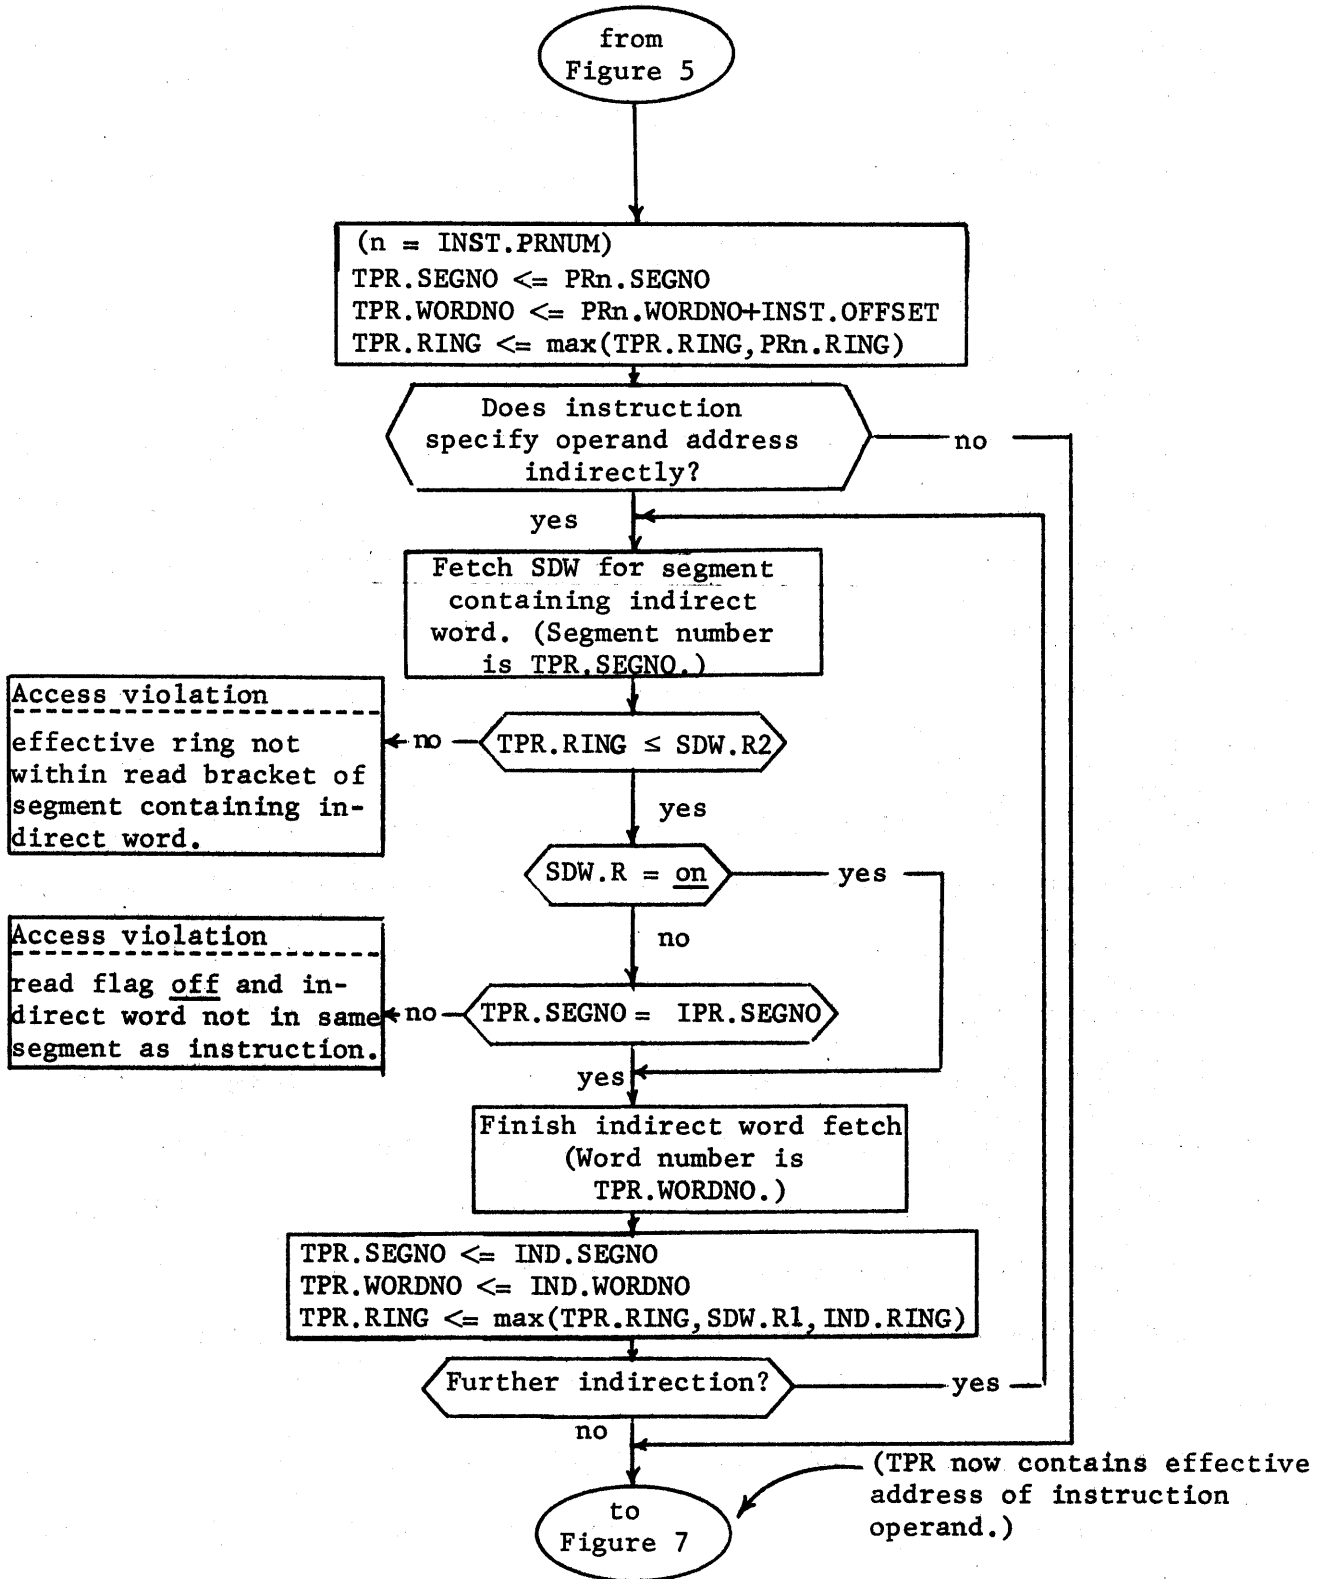 from
Figure 5
(n = INST.PRNUM)
TPR.SEGNO <= PRn.SEGNO
TPR.WORDNO <= PRn.WORDNO+INST.OFFSET
TPR.RING <= max(TPR.RING,PRn.RING)
Does instruction
specify operand address
indirectly?
no
yes
Fetch SDW for segment
containing indirect
word. (Segment number
is TPR.SEGNO.)
Access violation
effective ring not
within read bracket of
segment containing in-
direct word.
no
TPR.RING ≤ SDW.R2
yes
SDW.R = on
yes
no
Access violation
read flag off and in-
direct word not in same
segment as instruction.
no
TPR.SEGNO = IPR.SEGNO
yes
Finish indirect word fetch
(Word number is
TPR.WORDNO.)
TPR.SEGNO <= IND.SEGNO
TPR.WORDNO <= IND.WORDNO
TPR.RING <= max(TPR.RING,SDW.R1,IND.RING)
Further indirection?
yes
no
(TPR now contains effective
address of instruction
operand.)
to
Figure 7